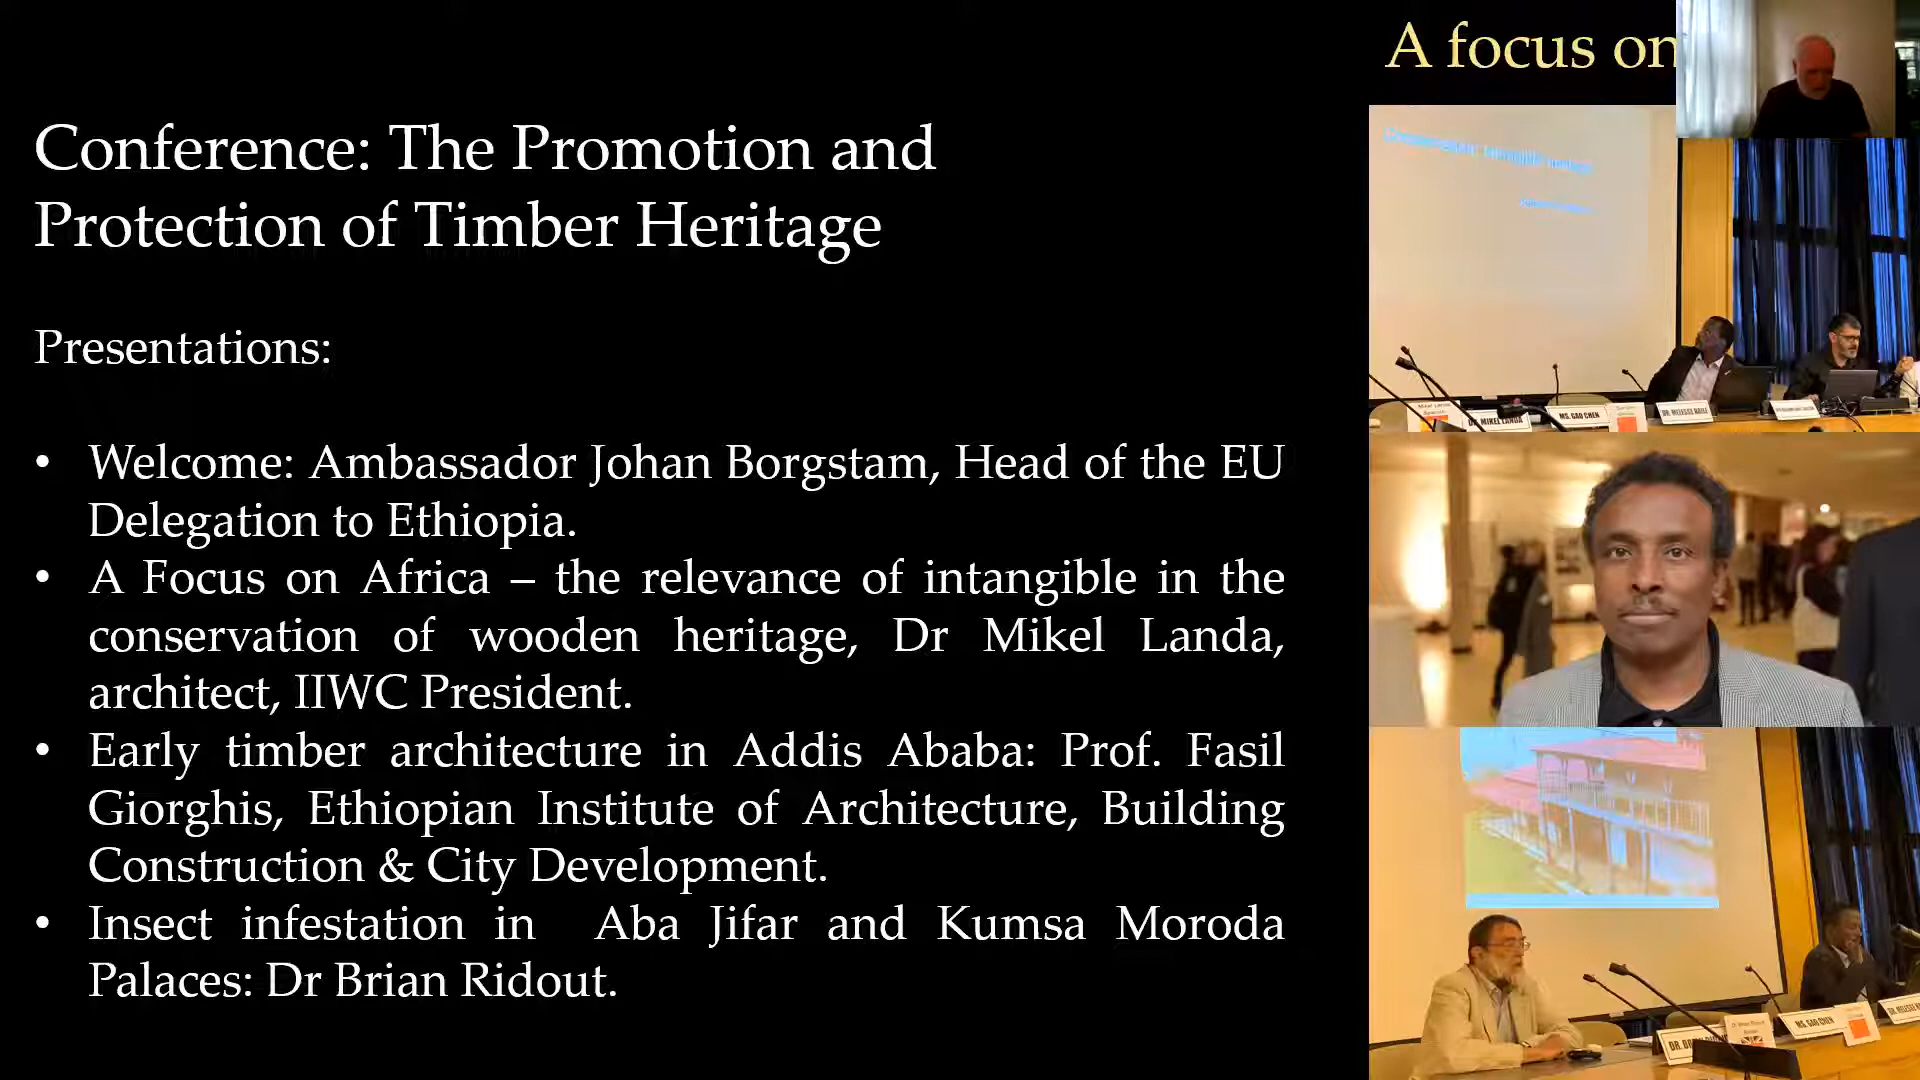 A focus on
Conference: The Promotion and
Protection of Timber Heritage
Presentations:
• Welcome: Ambassador Johan Borgstam, Head of the EU
Delegation to Ethiopia.
• A Focus on Africa – the relevance of intangible in the
conservation of wooden heritage, Dr Mikel Landa,
architect, IIWC President.
• Early timber architecture in Addis Ababa: Prof. Fasil
Giorghis, Ethiopian Institute of Architecture, Building
Construction & City Development.
• Insect infestation in Aba Jifar and Kumsa Moroda
Palaces: Dr Brian Ridout.
DR. MIKEL LANDA
MS. GAO CHEN
MS. GAO CHEN